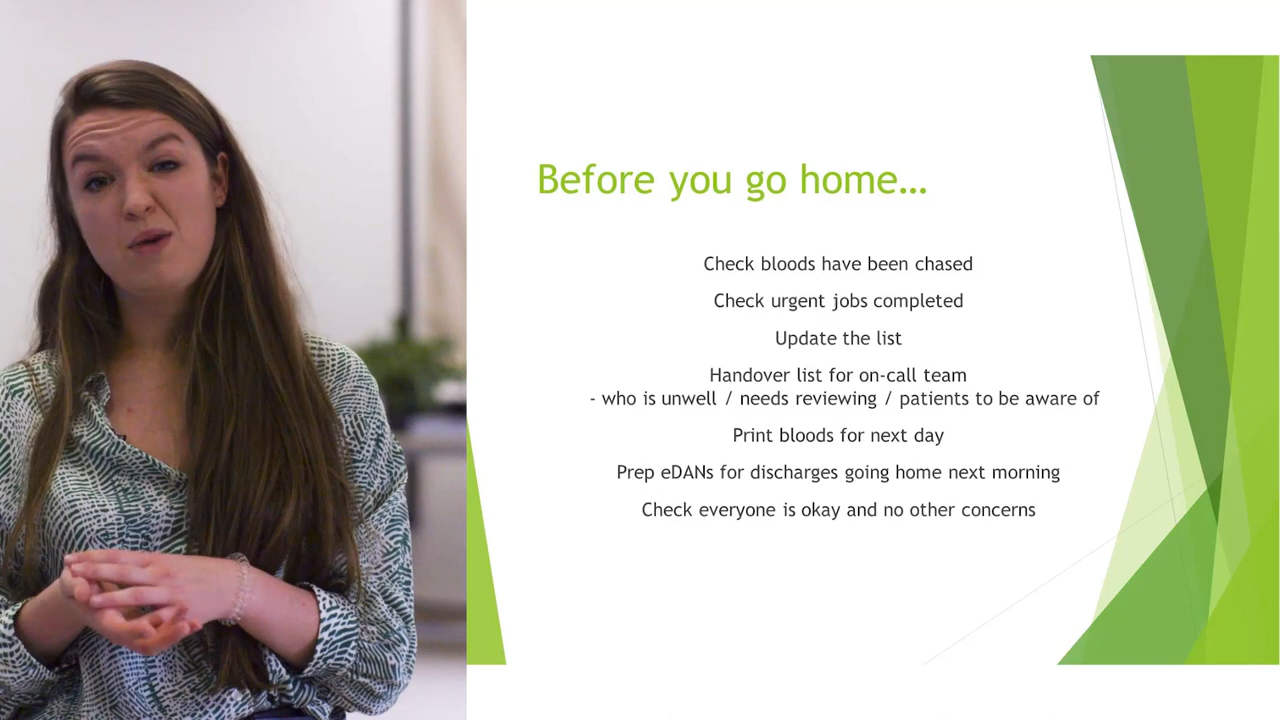 Before you go home...
Check bloods have been chased
Check urgent jobs completed
Update the list
Handover list for on-call team
- who is unwell / needs reviewing / patients to be aware of
Print bloods for next day
Prep eDANs for discharges going home next morning
Check everyone is okay and no other concerns